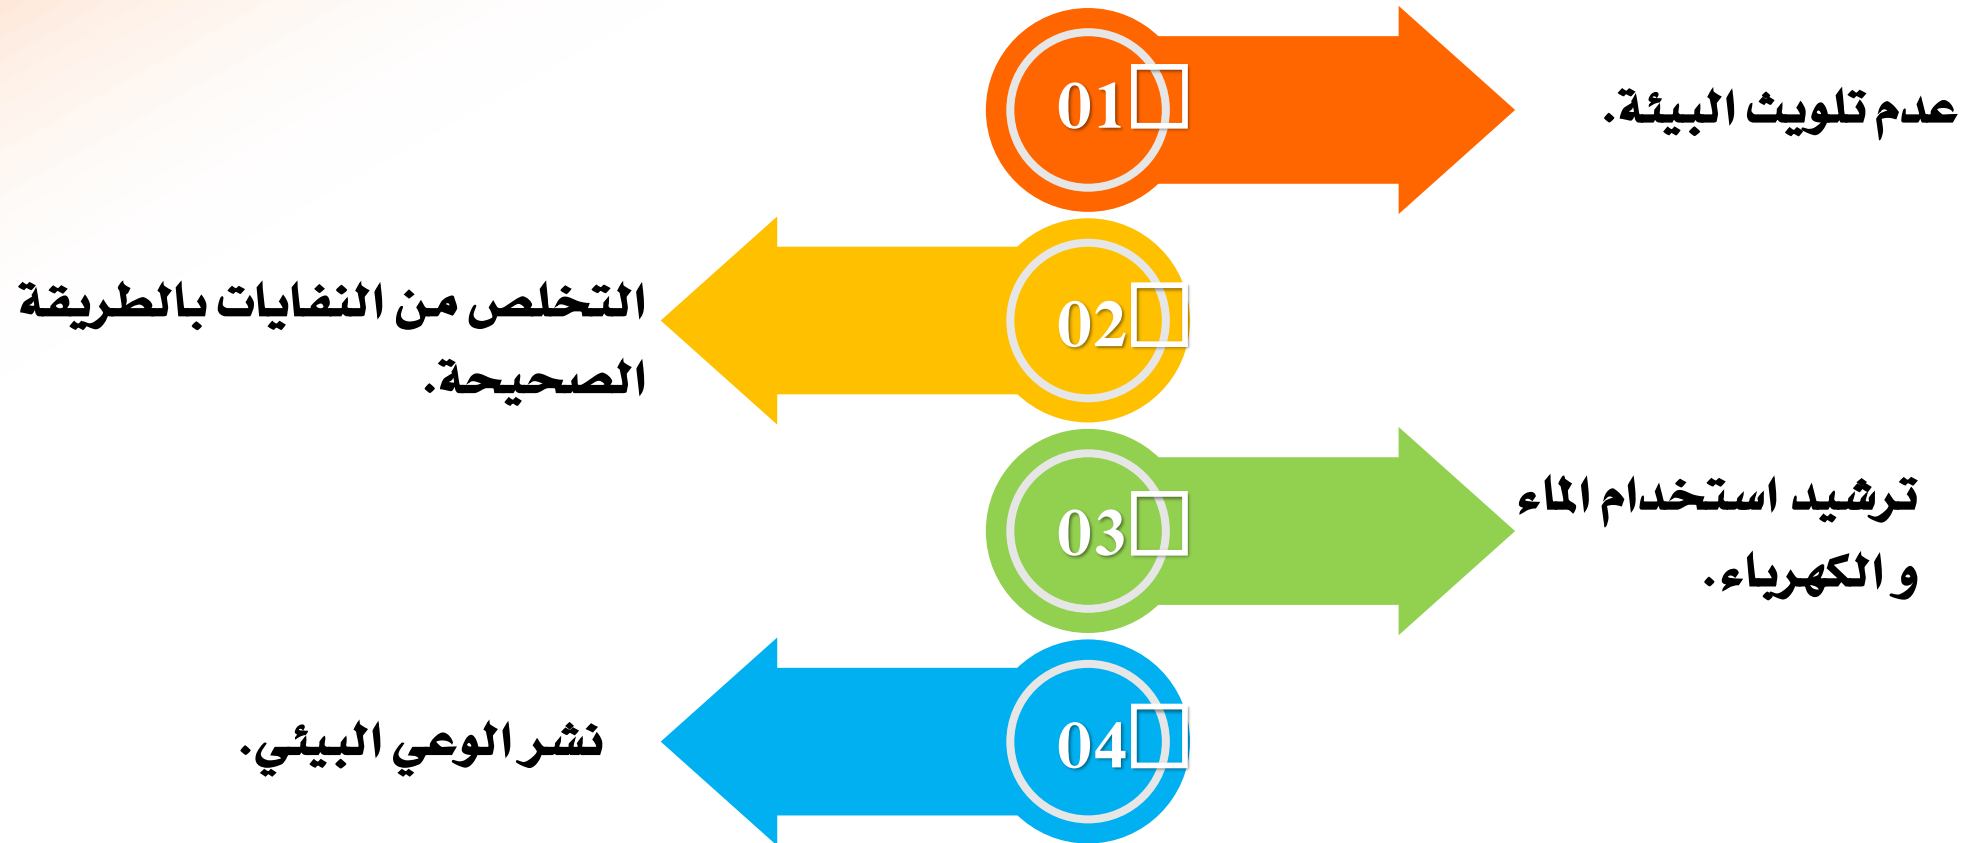 01
عدم تلويث البيئة.
02
التخلص من النفايات بالطريقة
الصحيحة.
03
ترشيد استخدام الماء
و الكهرباء.
04
نشر الوعي البيئي.